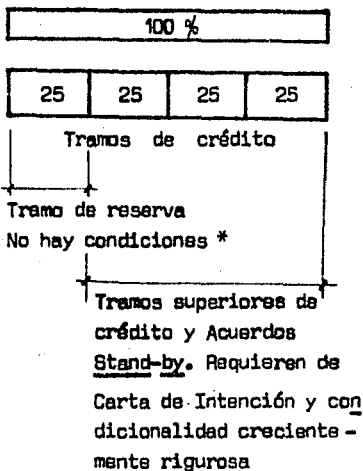 100 %
25 25 25 25
Tramos de crédito
Tramo de reserva
No hay condiciones *
Tramos superiores de
crédito y Acuerdos
Stand-by. Requieren de
Carta de Intención y con
dicionalidad creciente-
mente rigurosa